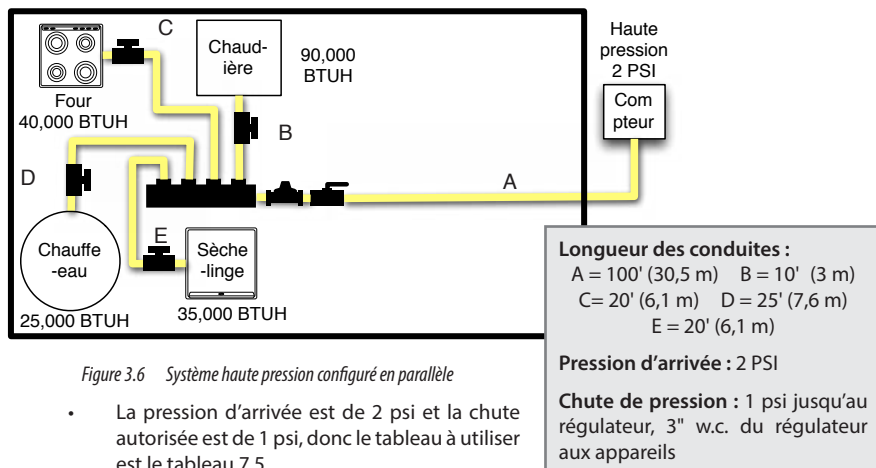 C
Chaud-
ière
90,000
BTUH
Haute
pression
2 PSI
Com
pteur
Four
40,000 BTUH
B
D
A
E
Chauffe
-eau
Sèche
-linge
25,000 BTUH
35,000 BTUH
Longueur des conduites :
A = 100' (30,5 m) B = 10' (3 m)
C= 20' (6,1 m) D = 25' (7,6 m)
E = 20' (6,1 m)
Pression d'arrivée : 2 PSI
Chute de pression : 1 psi jusqu'au
régulateur, 3" w.c. du régulateur
aux appareils
Figure 3.6 Système haute pression configuré en parallèle
• La pression d'arrivée est de 2 psi et la chute
autorisée est de 1 psi, donc le tableau à utiliser
est le tableau 7.5